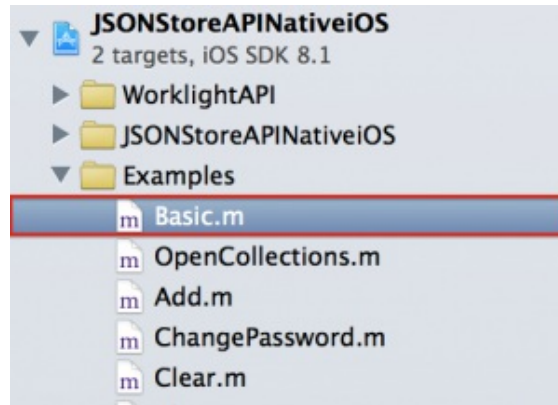 JSONStoreAPINativeiOS
2 targets, iOS SDK 8.1
WorklightAPI
JSONStoreAPINativeiOS
Examples
m Basic.m
m OpenCollections.m
m Add.m
m ChangePassword.m
m Clear.m